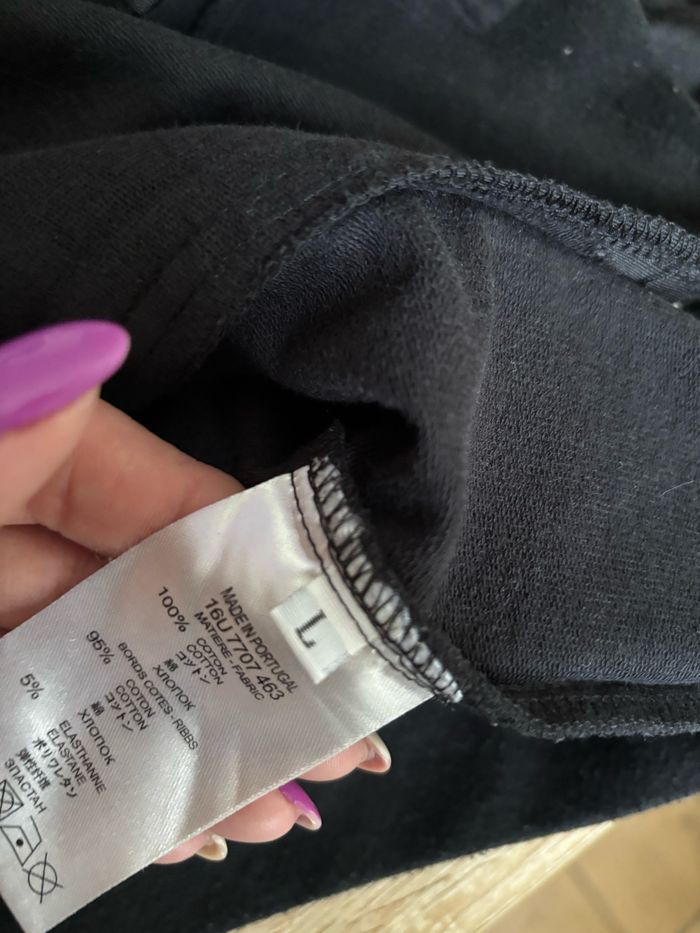 L
MADE IN PORTUGAL
16U 7707 463
MATIERE - FABRIC
100% COTON
COTTON
綿
コットン
ХЛОПОК
BORDS COTES - RIBBS
95% COTON
COTTON
綿
コットン
ХЛОПОК
5% ELASTHANNE
ELASTANE
ポリウレタン
弾性纤维
ЭЛАСТАН